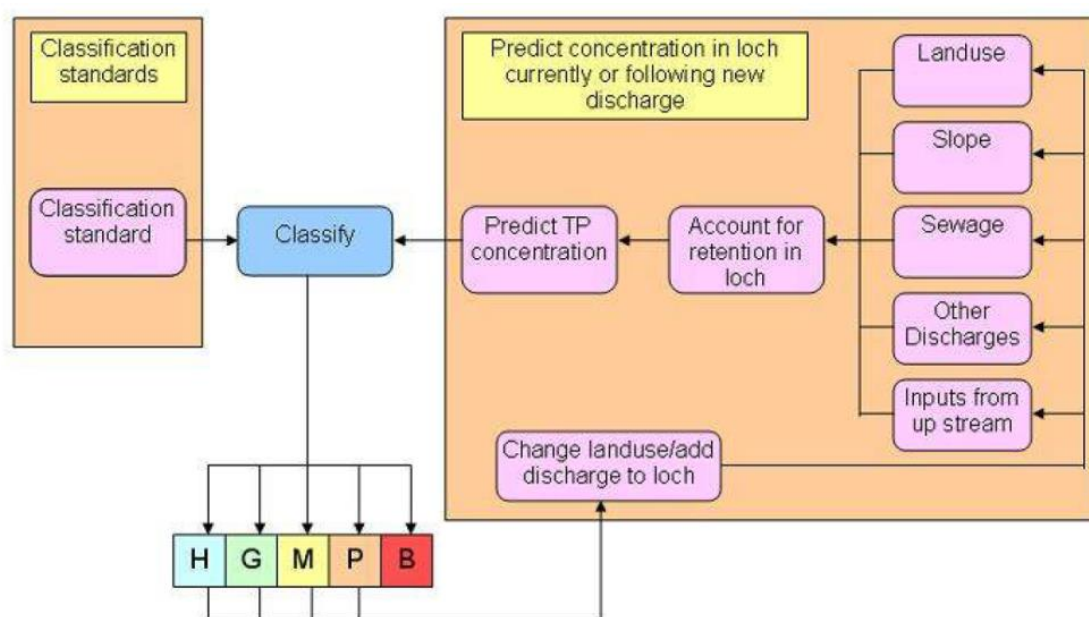 Classification
standards
Classification
standard
Classify
Predict concentration in loch
currently or following new
discharge
Predict TP
concentration
Account for
retention in
loch
Landuse
Slope
Sewage
Other
Discharges
Inputs from
up stream
Change landuse/add
discharge to loch
H G M P B